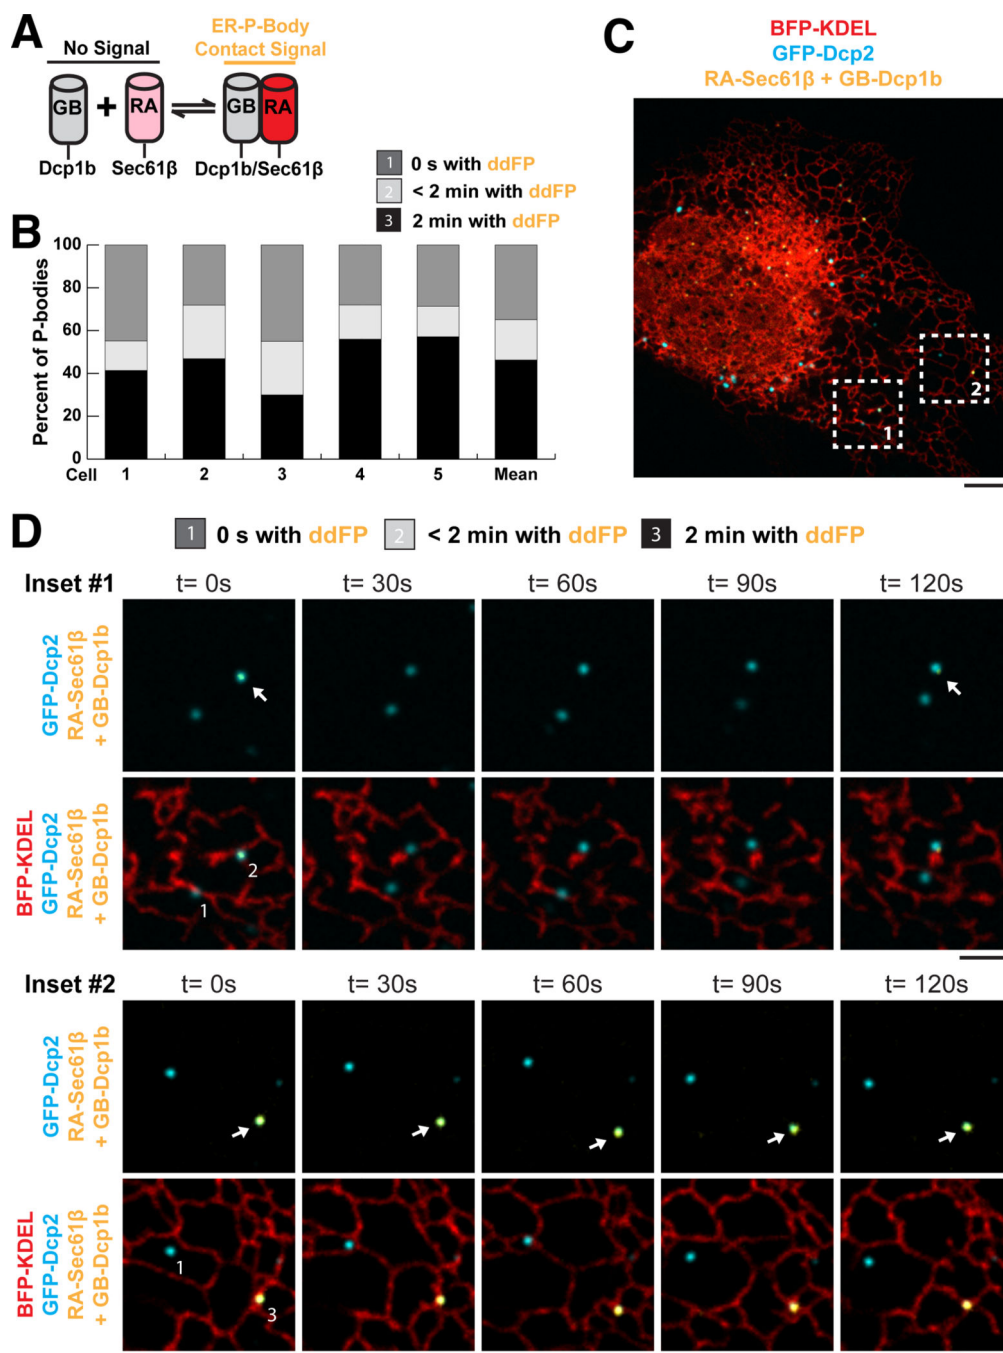 A
No Signal
ER-P-Body
Contact Signal
GB + RA
GB RA
Dcp1b Sec61β Dcp1b/Sec61β
1 0 s with ddFP
2 < 2 min with ddFP
3 2 min with ddFP
B
Percent of P-bodies
100
80
60
40
20
0
Cell 1 2 3 4 5 Mean
C
BFP-KDEL
GFP-Dcp2
RA-Sec61β + GB-Dcp1b
1
2
D
1 0 s with ddFP 2 < 2 min with ddFP 3 2 min with ddFP
Inset #1 t= 0s t= 30s t= 60s t= 90s t= 120s
GFP-Dcp2
RA-Sec61β
+ GB-Dcp1b
BFP-KDEL
GFP-Dcp2
RA-Sec61β
+ GB-Dcp1b
2
1
Inset #2 t= 0s t= 30s t= 60s t= 90s t= 120s
GFP-Dcp2
RA-Sec61β
+ GB-Dcp1b
BFP-KDEL
GFP-Dcp2
RA-Sec61β
+ GB-Dcp1b
1
3